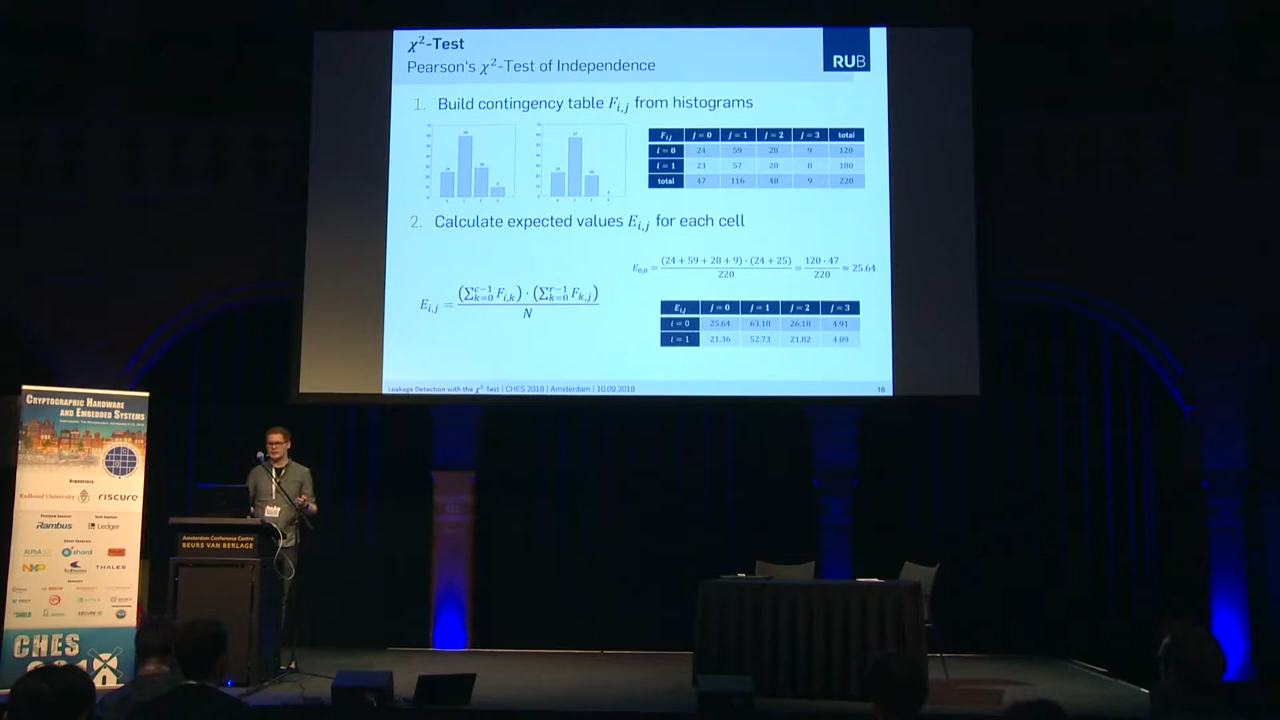 χ²-Test
Pearson's χ²-Test of Independence
RUB
1. Build contingency table F_{i,j} from histograms
F_{i,j} j = 0 j = 1 j = 2 j = 3 total
i = 0 24 59 28 9 120
i = 1 23 57 20 0 100
total 47 116 48 9 220
2. Calculate expected values E_{i,j} for each cell
E_{0,0} = (24 + 59 + 28 + 9) · (24 + 25) / 220 = 120 · 47 / 220 ≈ 25.64
E_{i,j} = (∑_{k=0}^{c−1} F_{i,k}) · (∑_{k=0}^{r−1} F_{k,j}) / N
E_{i,j} j = 0 j = 1 j = 2 j = 3
i = 0 25.64 63.18 26.18 4.91
i = 1 21.36 52.73 21.82 4.09
Leakage Detection with the χ²-Test | CHES 2018 | Amsterdam | 10.09.2018
16
CRYPTOGRAPHIC HARDWARE
AND EMBEDDED SYSTEMS
Organizers
Radboud University
riscure
Rambus
Ledger
shard
NXP
THALES
CHES
2018
Amsterdam Conference Centre
BEURS VAN BERLAGE